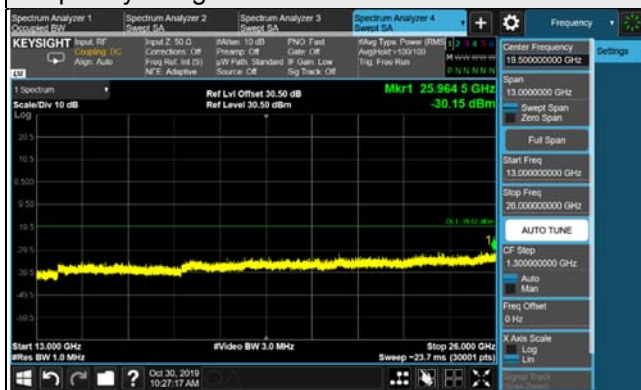 Spectrum Analyzer 1
Occupied BW
Spectrum Analyzer 2
Swept SA
Spectrum Analyzer 3
Swept SA
Spectrum Analyzer 4
Swept SA
Frequency
KEYSIGHT
Input: RF
Coupling: DC
Align: Auto
Input Z: 50 Ω
Corrections: Off
Freq Ref: Int (S)
NFE: Adaptive
#Atten: 10 dB
Preamp: Off
µW Path: Standard
Source: Off
PNO: Fast
Gate: Off
IF Gain: Low
Sig Track: Off
#Avg Type: Power (RMS)
Avg|Hold:>100/100
Trig: Free Run
1 2 3 4 5 6
M W W W W W
P N N N N N
LU
1 Spectrum
Scale/Div 10 dB
Log
Ref Lvl Offset 30.50 dB
Ref Level 30.50 dBm
Mkr1 25.964 5 GHz
-30.15 dBm
20.5
10.5
0.500
-9.50
-19.5
-29.5
-39.5
-49.5
-59.5
1
Start 13.000 GHz
#Res BW 1.0 MHz
#Video BW 3.0 MHz
Stop 26.000 GHz
Sweep ~23.7 ms (30001 pts)
Oct 30, 2019
10:27:17 AM
Center Frequency
19.500000000 GHz
Settings
Span
13.0000000 GHz
Swept Span
Zero Span
Full Span
Start Freq
13.000000000 GHz
Stop Freq
26.000000000 GHz
AUTO TUNE
CF Step
1.300000000 GHz
Auto
Man
Freq Offset
0 Hz
X Axis Scale
Log
Lin
Signal Track
(Span Zoom)